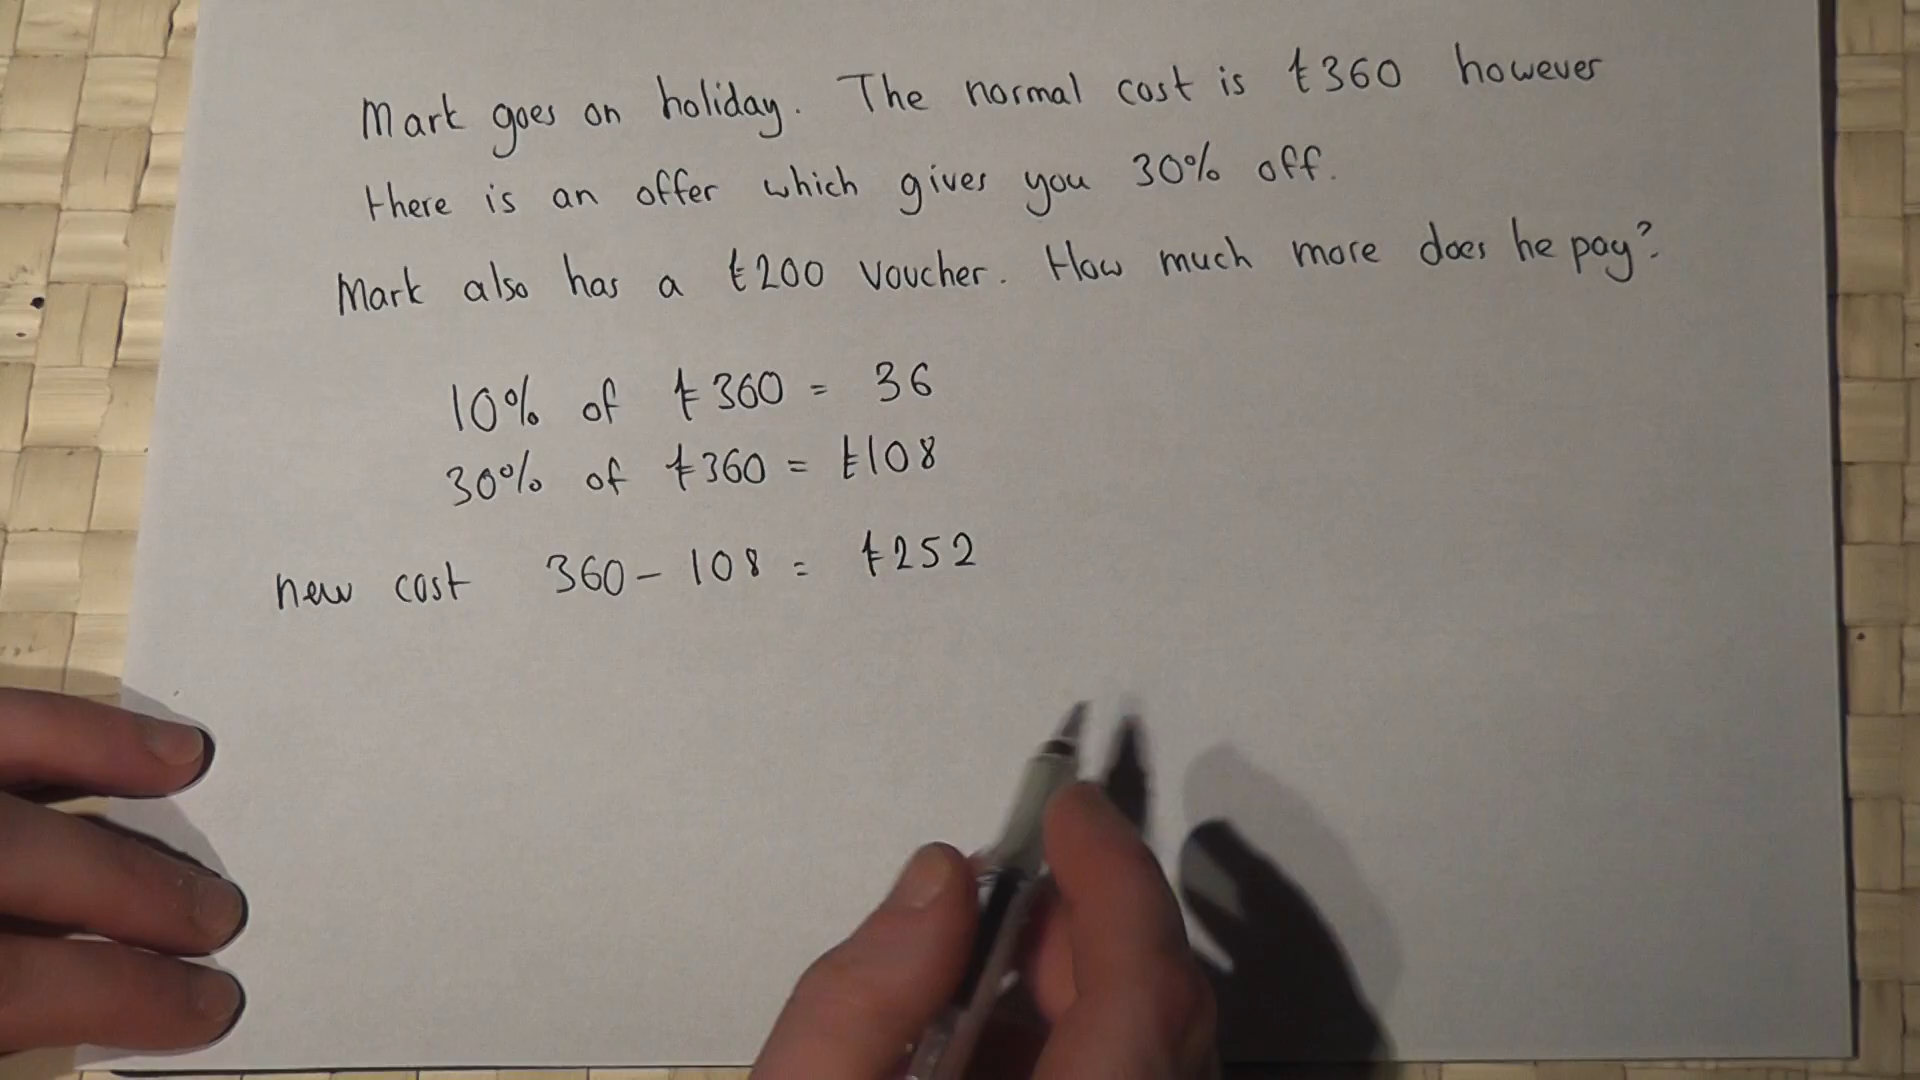 Mark goes on holiday. The normal cost is £360 however
there is an offer which gives you 30% off.
Mark also has a £200 voucher. How much more does he pay?
10% of £360 = 36
30% of £360 = £108
new cost 360 - 108 = £252